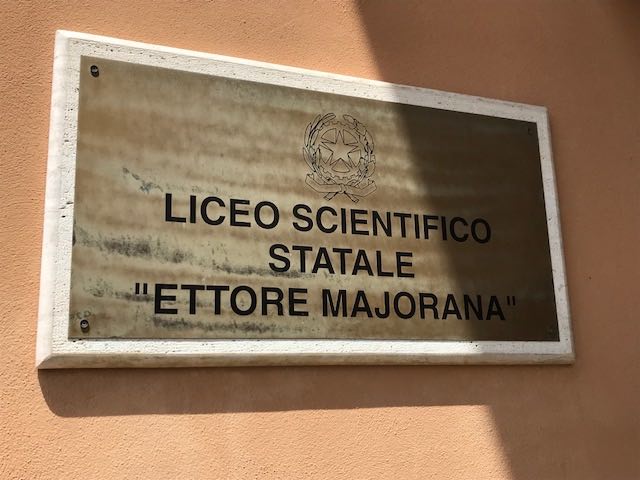 LICEO SCIENTIFICO
STATALE
"ETTORE MAJORANA"